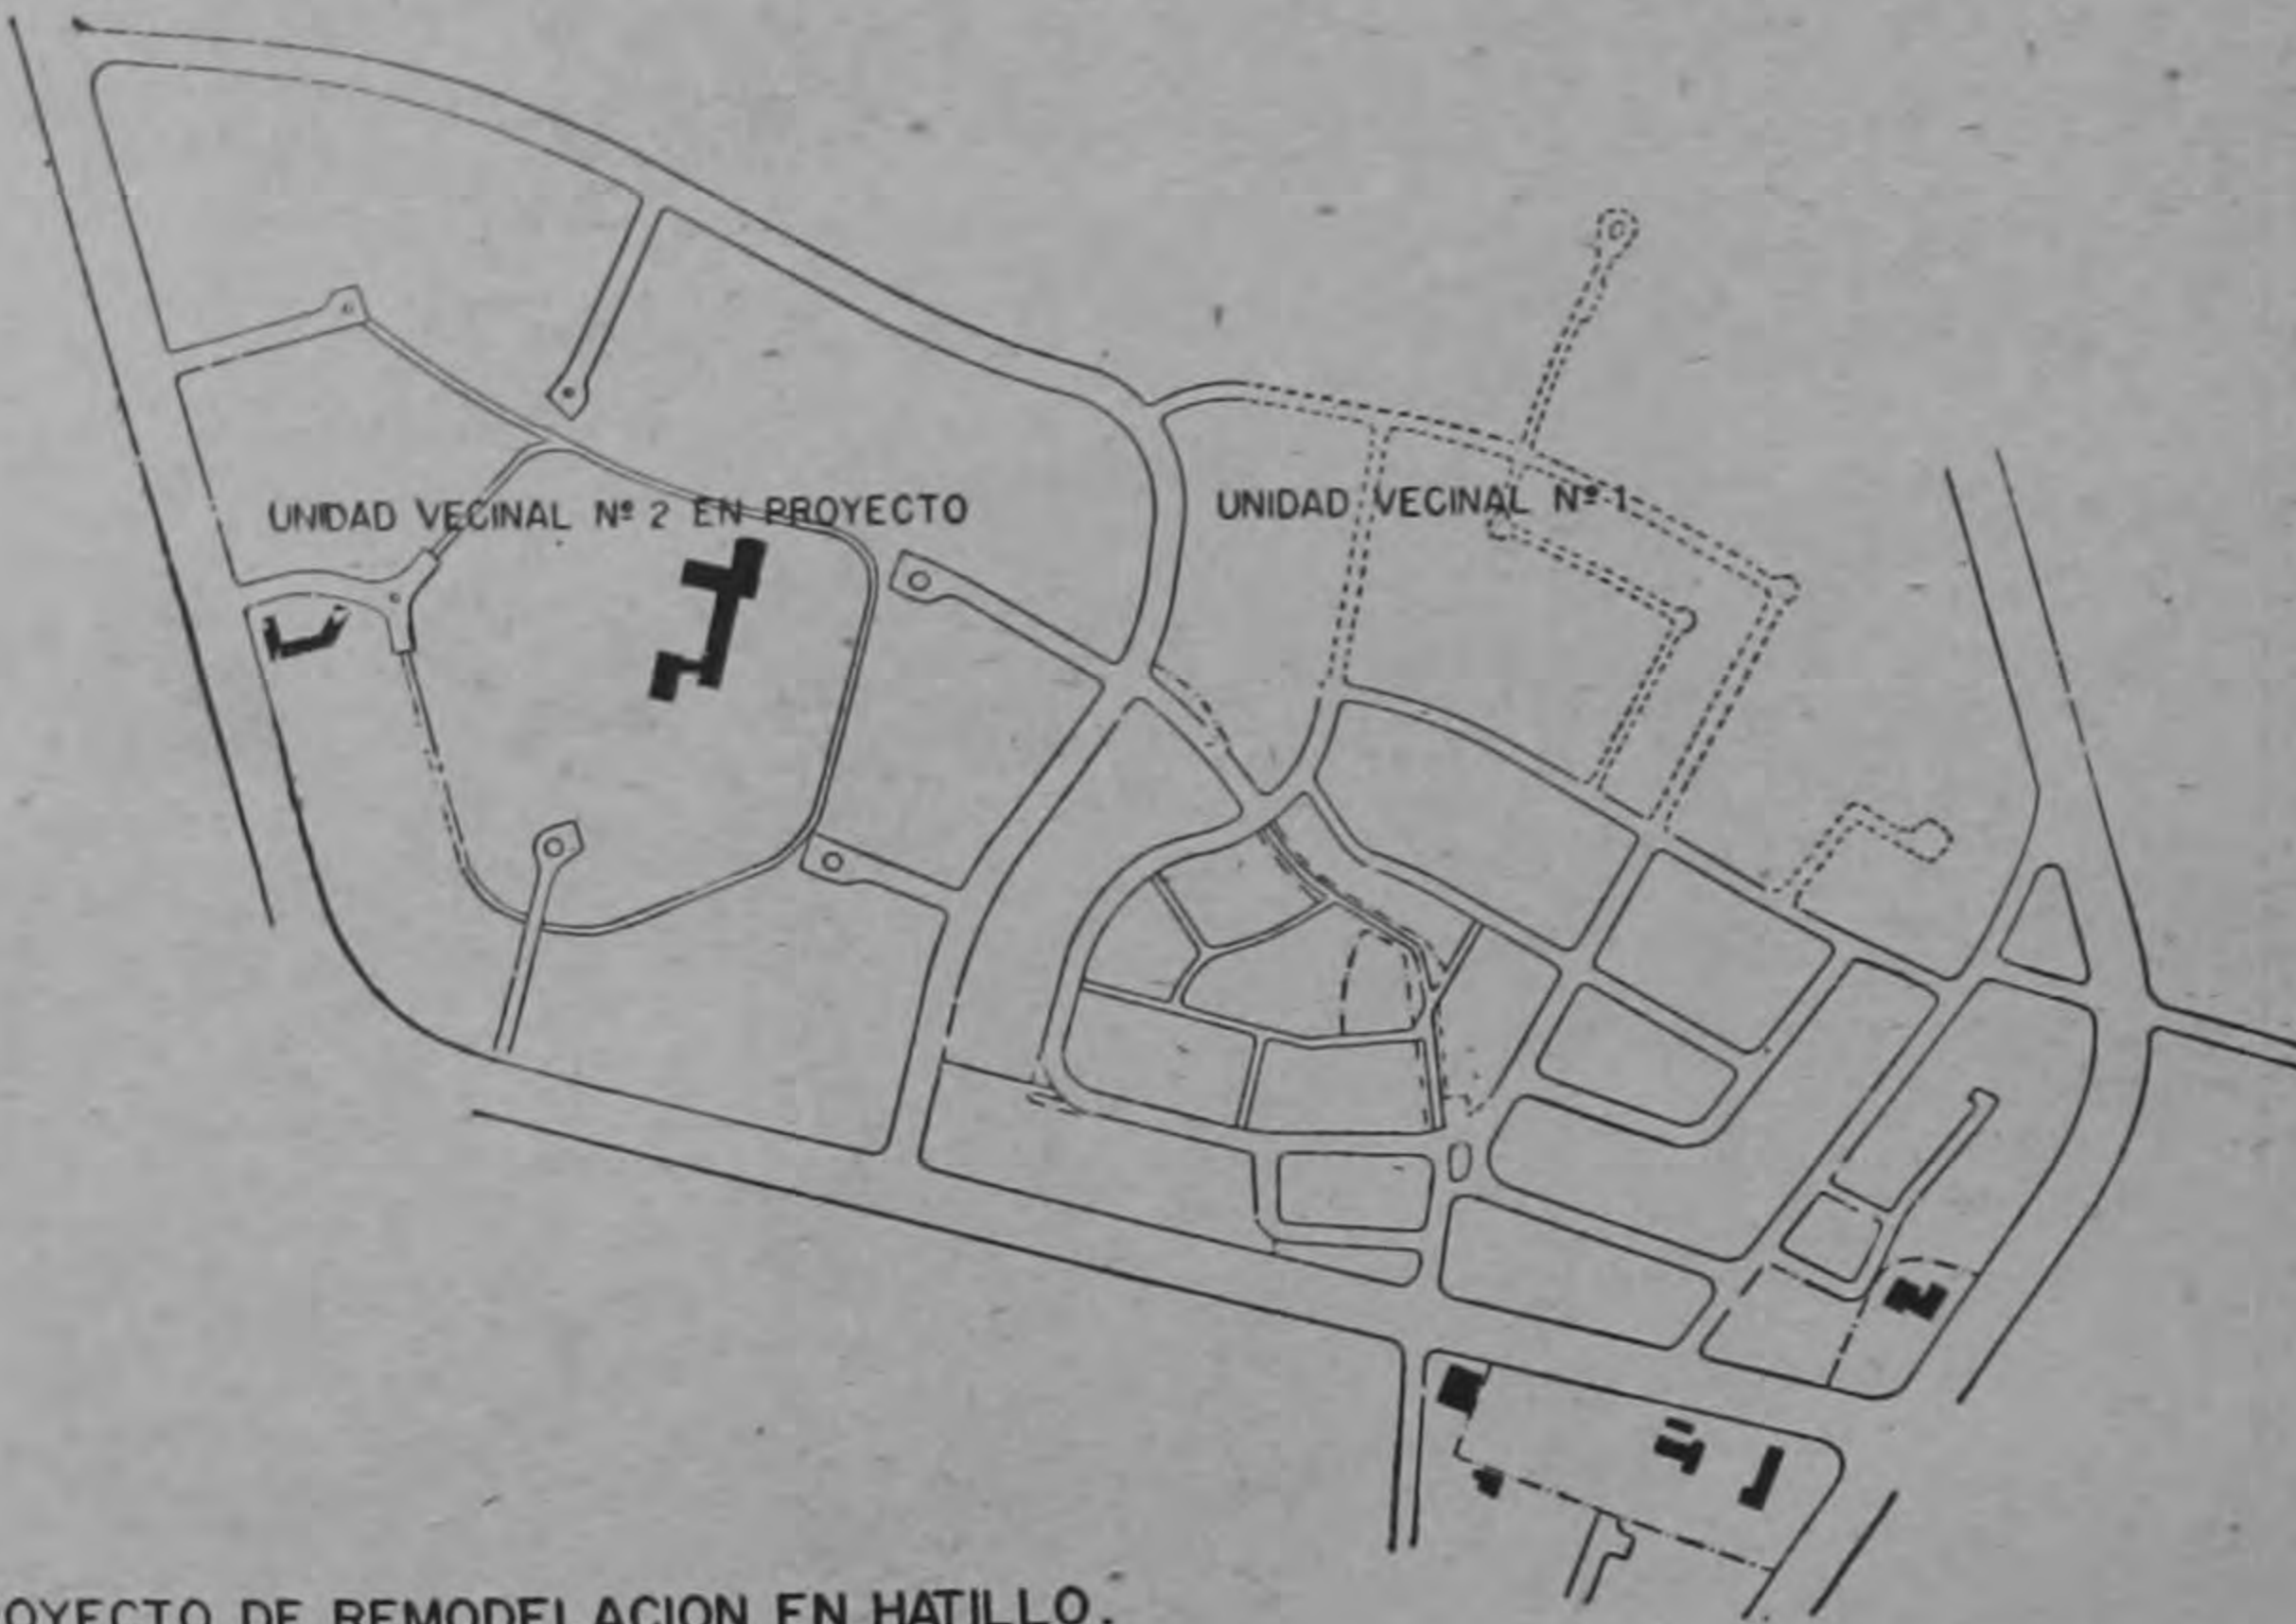 UNIDAD VECINAL Nº 2 EN PROYECTO
UNIDAD VECINAL Nº 1
OYECTO DE REMODELACION EN HATILLO.